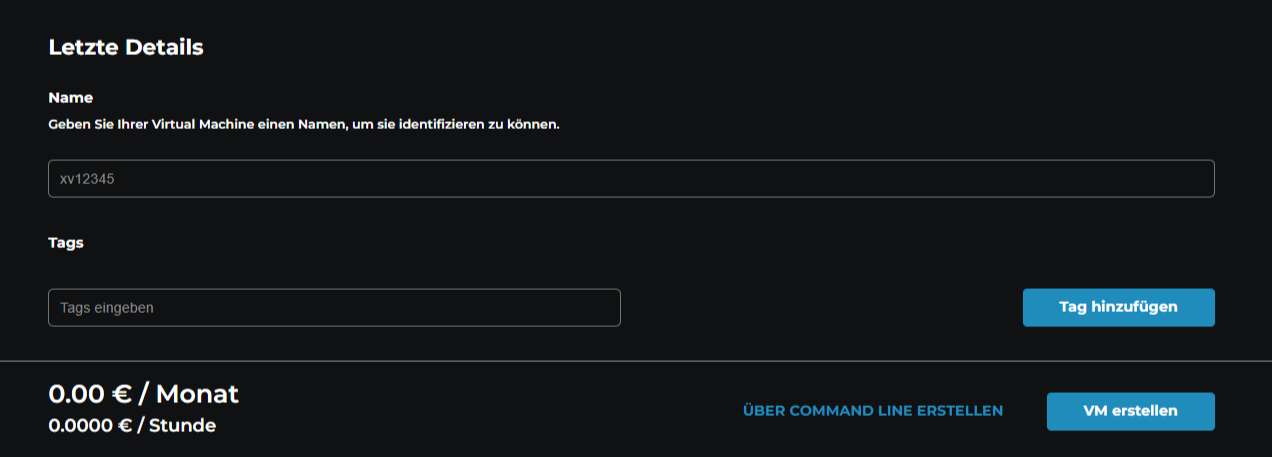 Letzte Details
Name
Geben Sie Ihrer Virtual Machine einen Namen, um sie identifizieren zu können.
xv12345
Tags
Tags eingeben
Tag hinzufügen
0.00 € / Monat
0.0000 € / Stunde
ÜBER COMMAND LINE ERSTELLEN
VM erstellen